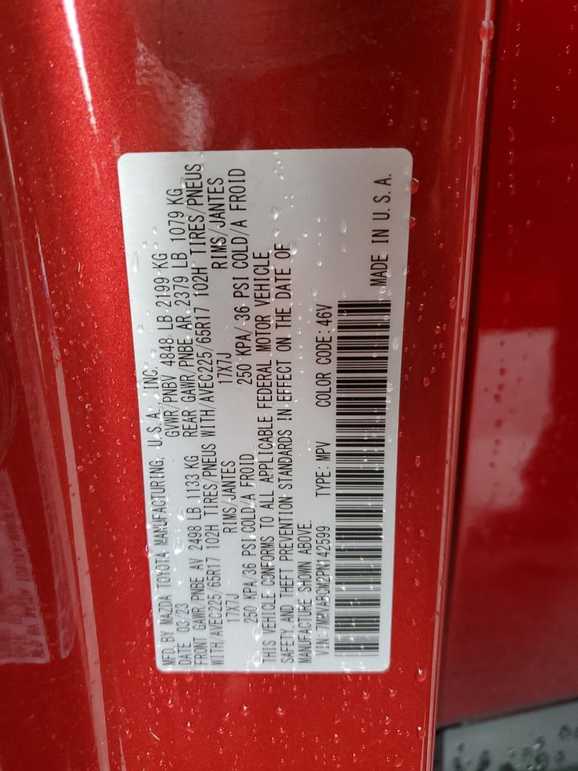 MFD. BY MAZDA TOYOTA MANUFACTURING, U.S.A., INC.
DATE 03/23 GVWR/PNBV 4848 LB 2199 KG
FRONT GAWR/PNBE AV 2498 LB 1133 KG REAR GAWR/PNBE AR 2379 LB 1079 KG
WITH/AVEC225/65R17 102H TIRES/PNEUS WITH/AVEC225/65R17 102H TIRES/PNEUS
17X7J RIMS/JANTES 17X7J RIMS/JANTES
250 KPA/36 PSI COLD/A FROID 250 KPA/36 PSI COLD/A FROID
THIS VEHICLE CONFORMS TO ALL APPLICABLE FEDERAL MOTOR VEHICLE
SAFETY AND THEFT PREVENTION STANDARDS IN EFFECT ON THE DATE OF
MANUFACTURE SHOWN ABOVE.
VIN: TYPE:MPV COLOR CODE:46V
MADE IN U.S.A.